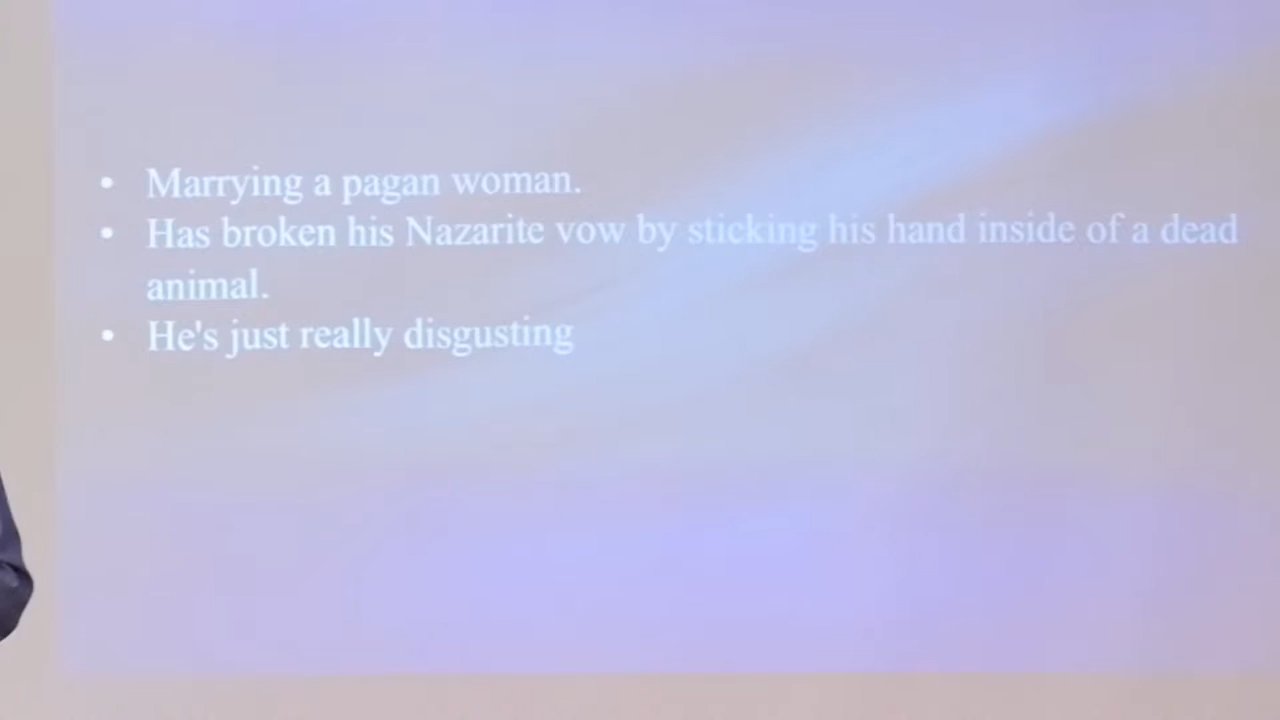 • Marrying a pagan woman.
• Has broken his Nazarite vow by sticking his hand inside of a dead
animal.
• He's just really disgusting